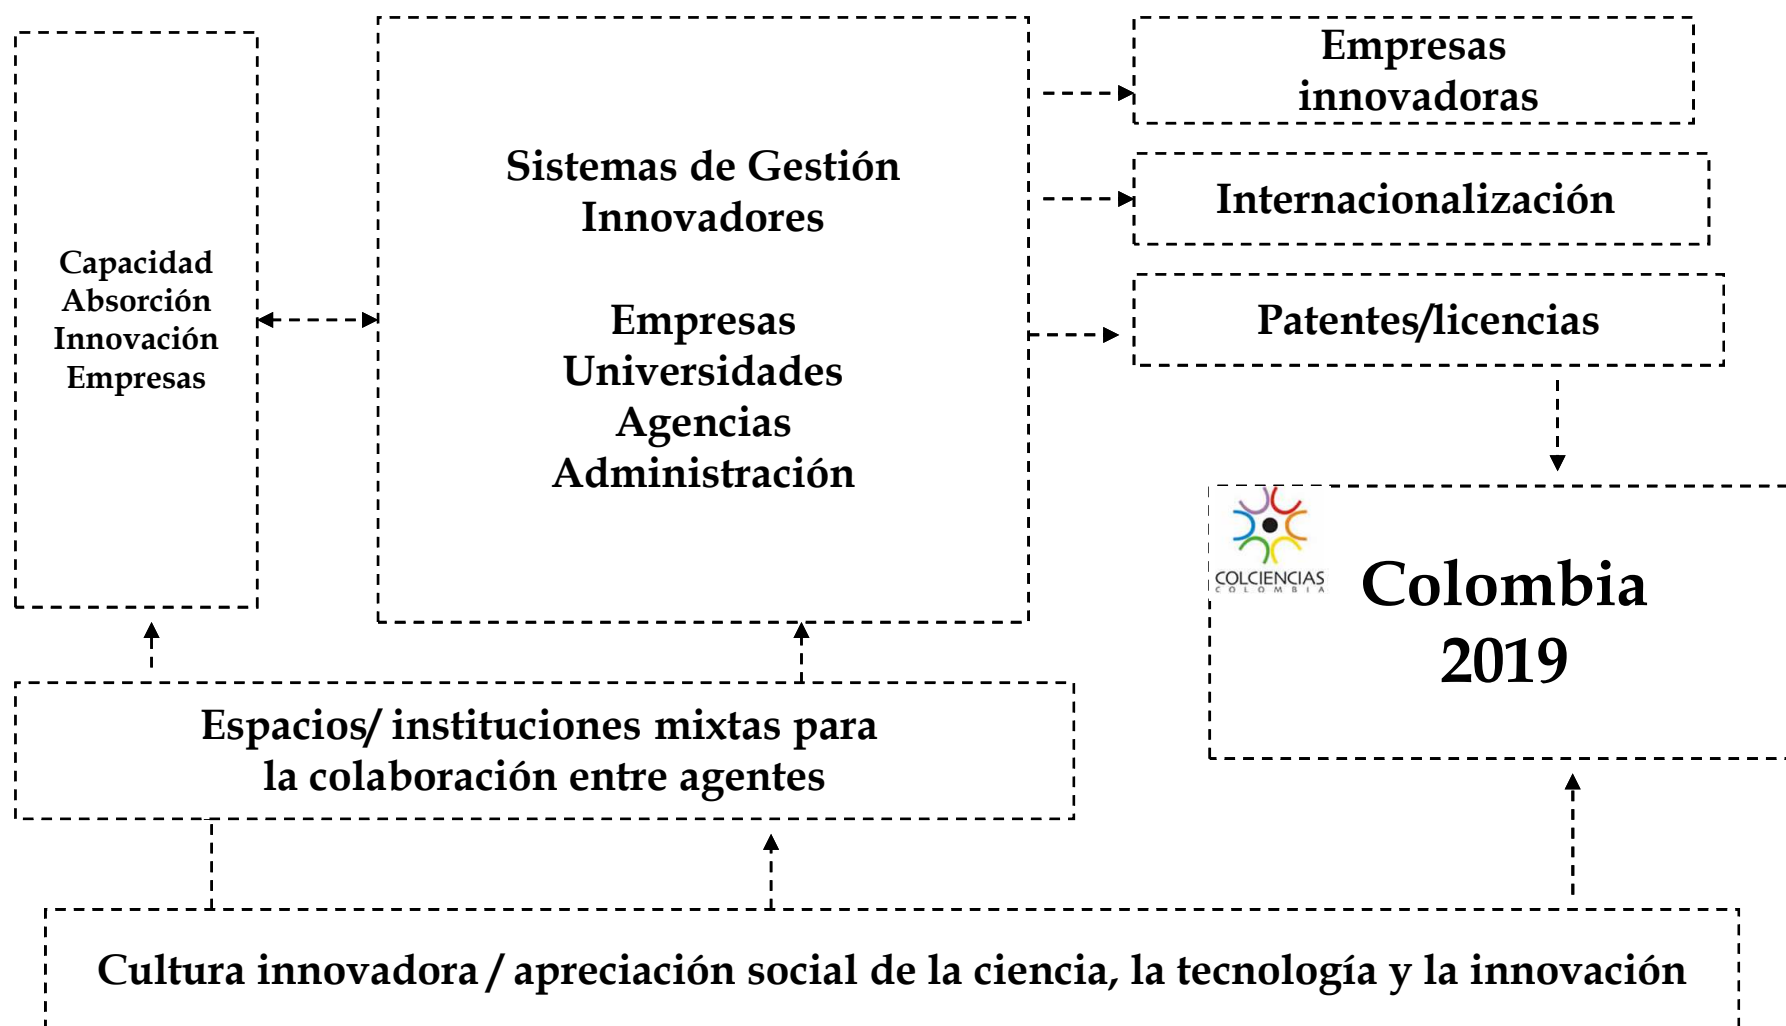 Capacidad
Absorción
Innovación
Empresas
Sistemas de Gestión
Innovadores
Empresas
Universidades
Agencias
Administración
Empresas
innovadoras
Internacionalización
Patentes/licencias
COLCIENCIAS
COLOMBIA
Colombia
2019
Espacios/ instituciones mixtas para
la colaboración entre agentes
Cultura innovadora / apreciación social de la ciencia, la tecnología y la innovación